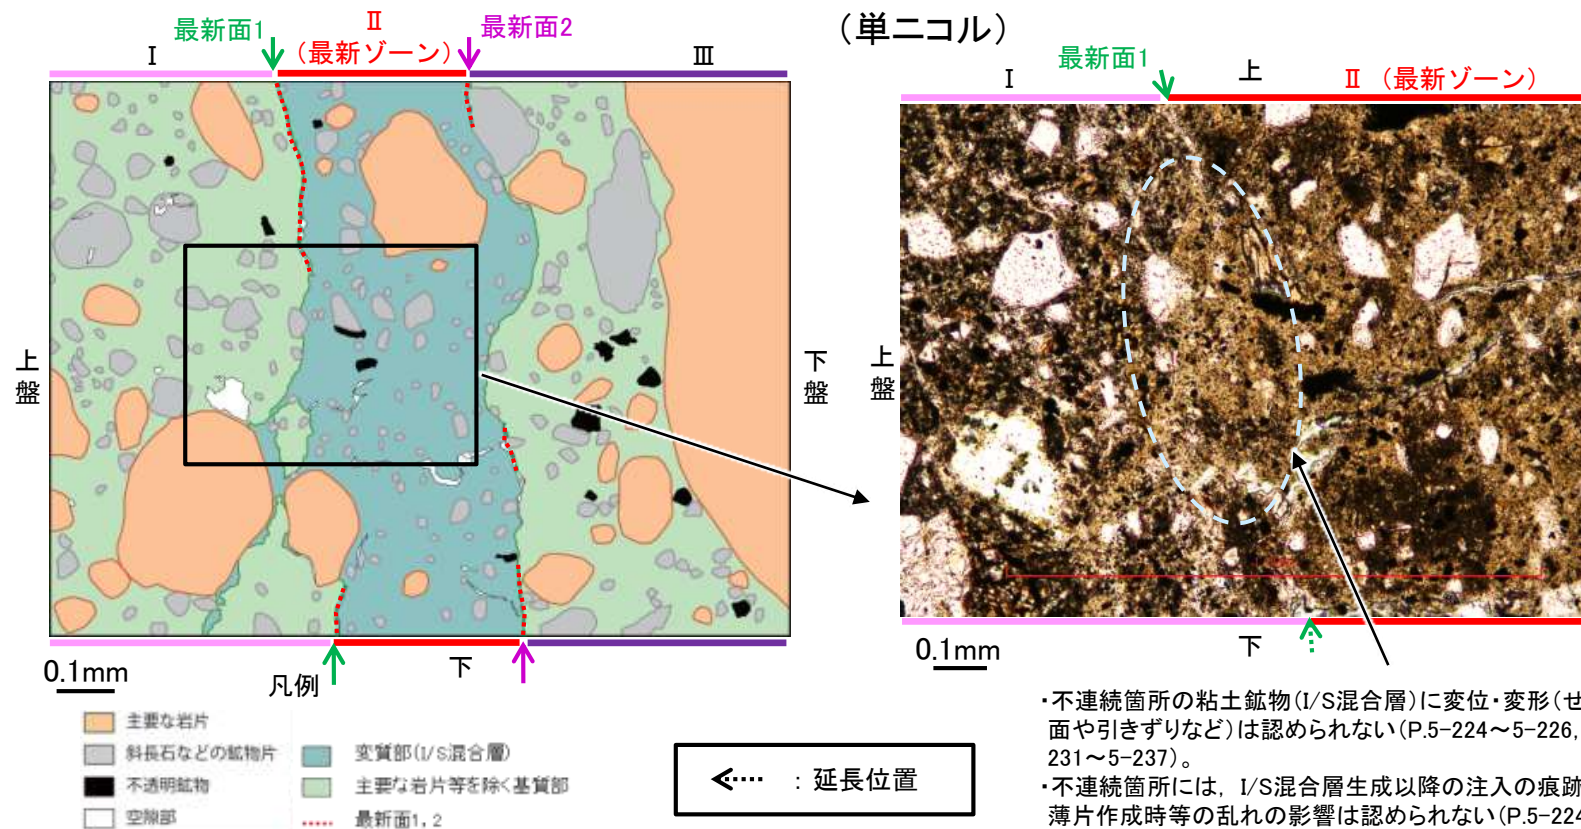 (単ニコル)
最新面1
Ⅱ
(最新ゾーン)
最新面2
Ⅰ
Ⅲ
上盤
下盤
下
0.1mm
凡例
主要な岩片
斜長石などの鉱物片
不透明鉱物
空隙部
変質部(I/S混合層)
主要な岩片等を除く基質部
最新面1，2
：延長位置
最新面1
Ⅰ
上
Ⅱ (最新ゾーン)
上盤
下
0.1mm
・不連続箇所の粘土鉱物(I/S混合層)に変位・変形(せ
面や引きずりなど)は認められない(P.5-224～5-226,
231～5-237)。
・不連続箇所には，I/S混合層生成以降の注入の痕跡
薄片作成時等の乱れの影響は認められない(P.5-224